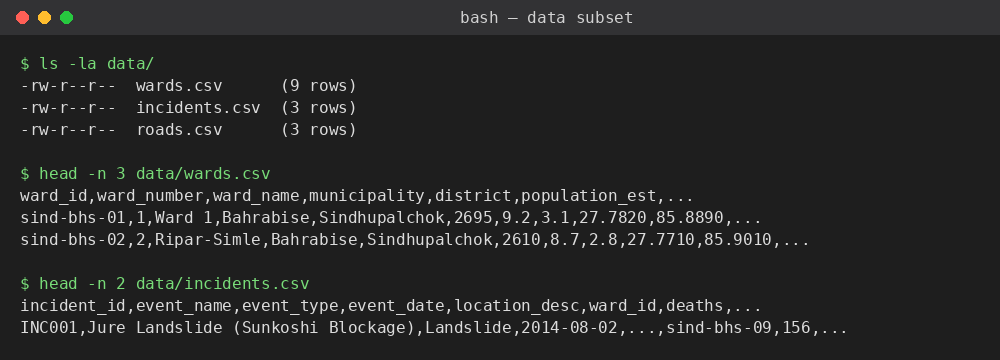 bash — data subset
$ ls -la data/
-rw-r--r--  wards.csv      (9 rows)
-rw-r--r--  incidents.csv  (3 rows)
-rw-r--r--  roads.csv      (3 rows)
$ head -n 3 data/wards.csv
ward_id,ward_number,ward_name,municipality,district,population_est,...
sind-bhs-01,1,Ward 1,Bahrabise,Sindhupalchok,2695,9.2,3.1,27.7820,85.8890,...
sind-bhs-02,2,Ripar-Simle,Bahrabise,Sindhupalchok,2610,8.7,2.8,27.7710,85.9010,...
$ head -n 2 data/incidents.csv
incident_id,event_name,event_type,event_date,location_desc,ward_id,deaths,...
INC001,Jure Landslide (Sunkoshi Blockage),Landslide,2014-08-02,...,sind-bhs-09,156,...